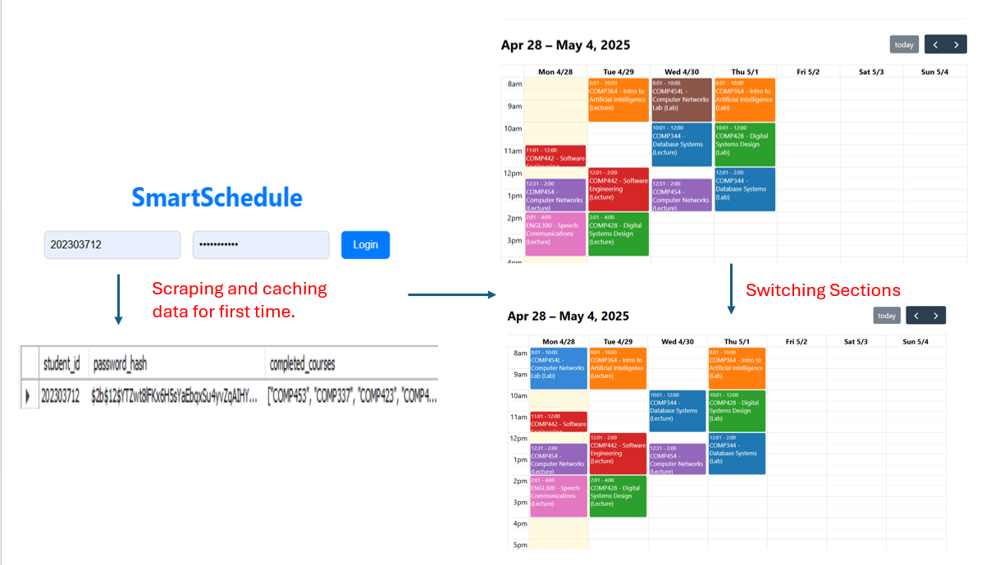 SmartSchedule
202303712
•••••••••••
Login
Scraping and caching
data for first time.
student_id password_hash completed_courses
202303712 ["COMP453", "COMP337", "COMP423", "COMP4...
Apr 28 – May 4, 2025
today
Mon 4/28 Tue 4/29 Wed 4/30 Thu 5/1 Fri 5/2 Sat 5/3 Sun 5/4
8am
9am
10am
11am
12pm
1pm
2pm
3pm
4pm
11:01 - 12:00
COMP442 - Software
Engineering
12:31 - 2:00
COMP454 -
Computer Networks
(Lecture)
2:01 - 4:00
ENGL300 - Speech
Communications
(Lecture)
8:01 - 10:00
COMP364 - Intro to
Artificial Intelligence
(Lecture)
12:01 - 2:00
COMP442 - Software
Engineering
(Lecture)
2:01 - 4:00
COMP428 - Digital
Systems Design
(Lecture)
8:01 - 10:00
COMP454L -
Computer Networks
Lab (Lab)
10:01 - 12:00
COMP344 -
Database Systems
(Lecture)
12:31 - 2:00
COMP454 -
Computer Networks
(Lecture)
8:01 - 10:00
COMP364 - Intro to
Artificial Intelligence
(Lab)
10:01 - 12:00
COMP428 - Digital
Systems Design
(Lab)
12:01 - 2:00
COMP344 -
Database Systems
(Lab)
Switching Sections
Apr 28 – May 4, 2025
today
Mon 4/28 Tue 4/29 Wed 4/30 Thu 5/1 Fri 5/2 Sat 5/3 Sun 5/4
8am
9am
10am
11am
12pm
1pm
2pm
3pm
4pm
5pm
8:01 - 10:00
COMP454L -
Computer Networks
Lab (Lab)
11:01 - 12:00
COMP442 - Software
Engineering
12:31 - 2:00
COMP454 -
Computer Networks
(Lecture)
2:01 - 4:00
ENGL300 - Speech
Communications
(Lecture)
8:01 - 10:00
COMP364 - Intro to
Artificial Intelligence
(Lecture)
12:01 - 2:00
COMP442 - Software
Engineering
(Lecture)
2:01 - 4:00
COMP428 - Digital
Systems Design
(Lecture)
10:01 - 12:00
COMP344 -
Database Systems
(Lecture)
12:31 - 2:00
COMP454 -
Computer Networks
(Lecture)
8:01 - 10:00
COMP364 - Intro to
Artificial Intelligence
(Lab)
10:01 - 12:00
COMP428 - Digital
Systems Design
(Lab)
12:01 - 2:00
COMP344 -
Database Systems
(Lab)